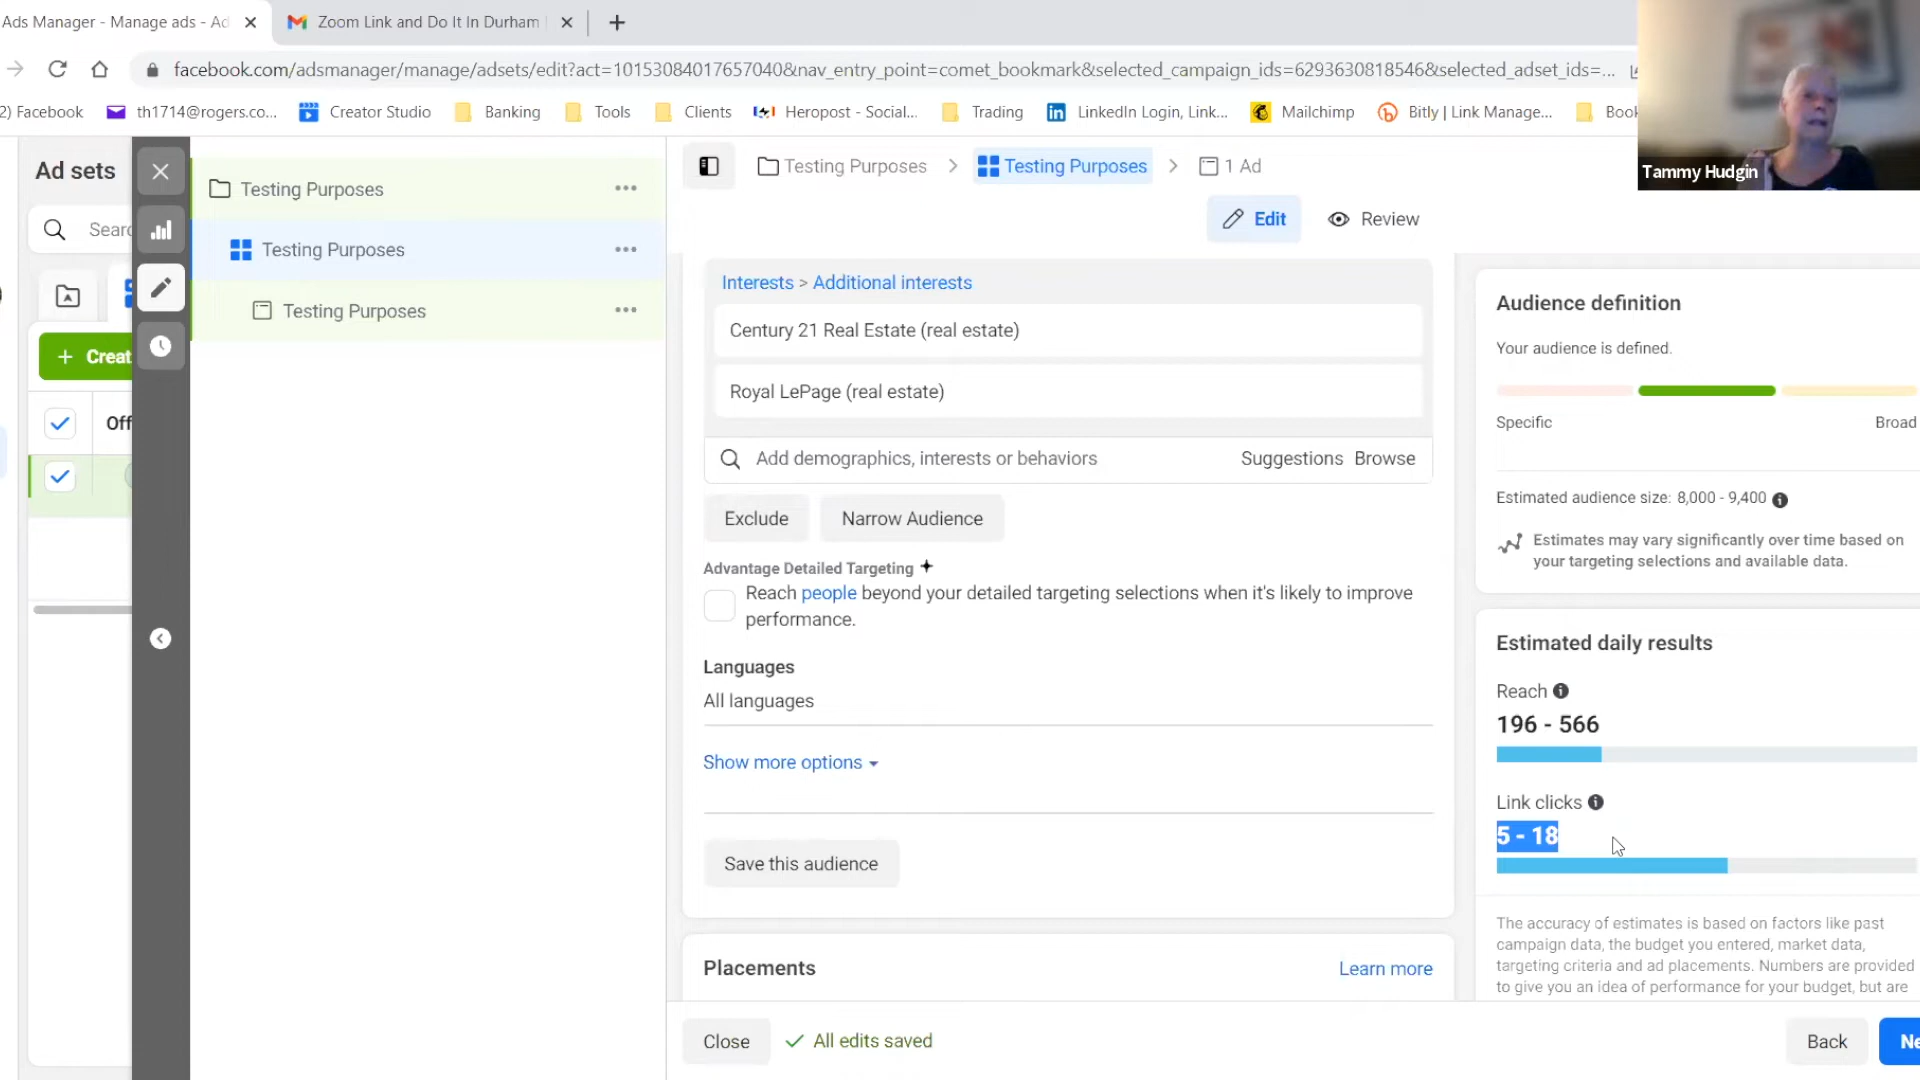 Ads Manager - Manage ads - Ad
Zoom Link and Do It In Durham
facebook.com/adsmanager/manage/adsets/edit?act=10153084017657040&nav_entry_point=comet_bookmark&selected_campaign_ids=6293630818546&selected_adset_ids=...
2) Facebook
th1714@rogers.co...
Creator Studio
Banking
Tools
Clients
Heropost - Social...
Trading
LinkedIn Login, Link...
Mailchimp
Bitly | Link Manage...
Book
Tammy Hudgin
Ad sets
Searc
Creat
Off
Testing Purposes
Testing Purposes
Testing Purposes
Testing Purposes > Testing Purposes > 1 Ad
Edit
Review
Interests > Additional interests
Century 21 Real Estate (real estate)
Royal LePage (real estate)
Add demographics, interests or behaviors
Suggestions
Browse
Exclude
Narrow Audience
Advantage Detailed Targeting
Reach people beyond your detailed targeting selections when it's likely to improve
performance.
Languages
All languages
Show more options
Save this audience
Placements
Learn more
Close
All edits saved
Audience definition
Your audience is defined.
Specific
Broad
Estimated audience size: 8,000 - 9,400
Estimates may vary significantly over time based on
your targeting selections and available data.
Estimated daily results
Reach
196 - 566
Link clicks
5 - 18
The accuracy of estimates is based on factors like past
campaign data, the budget you entered, market data,
targeting criteria and ad placements. Numbers are provided
to give you an idea of performance for your budget, but are
Back
Ne